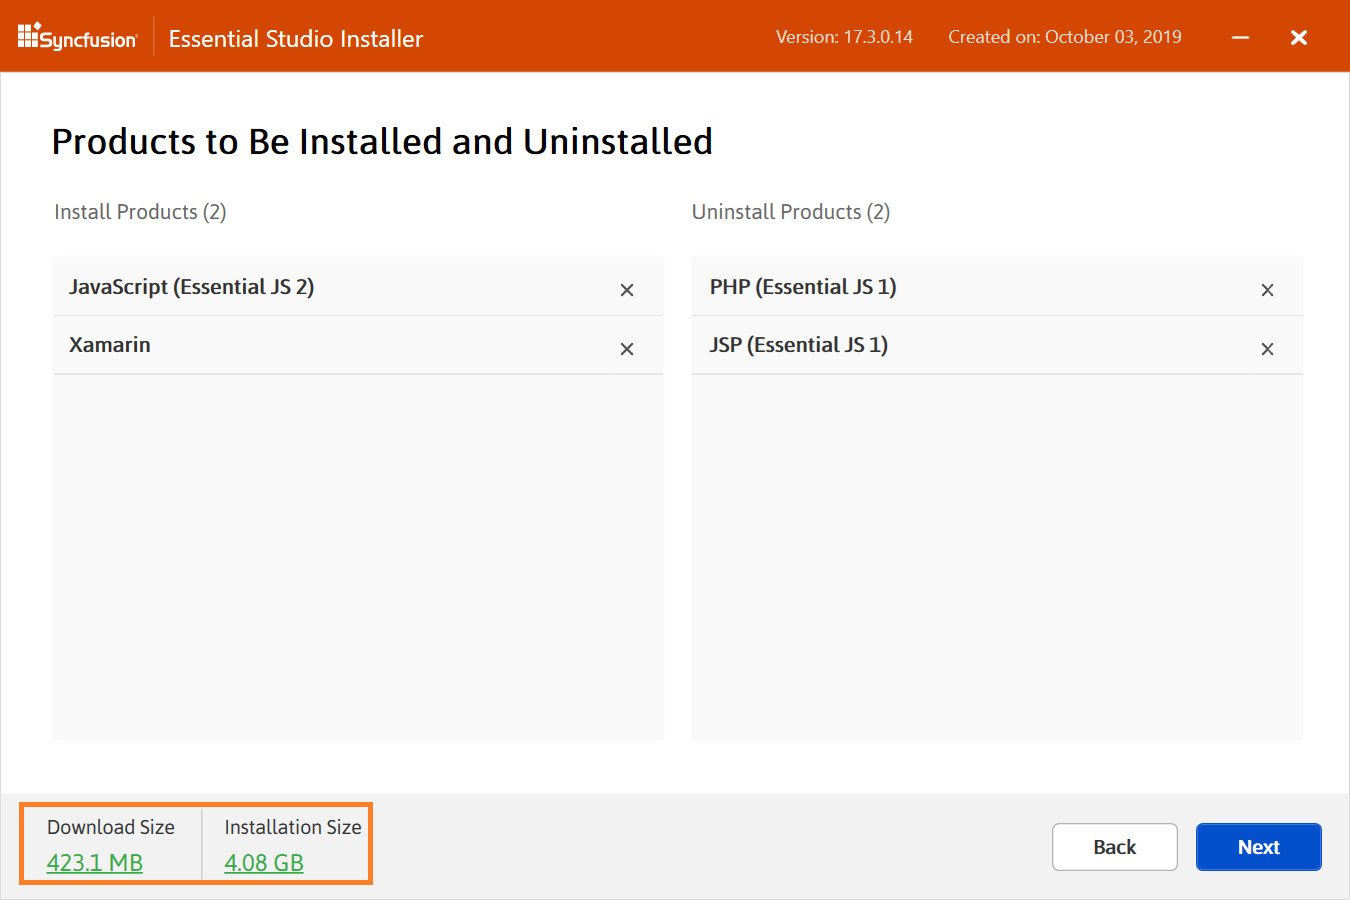 Syncfusion
Essential Studio Installer
Version: 17.3.0.14
Created on: October 03, 2019
Products to Be Installed and Uninstalled
Install Products (2)
JavaScript (Essential JS 2)
Xamarin
Uninstall Products (2)
PHP (Essential JS 1)
JSP (Essential JS 1)
Download Size
423.1 MB
Installation Size
4.08 GB
Back
Next